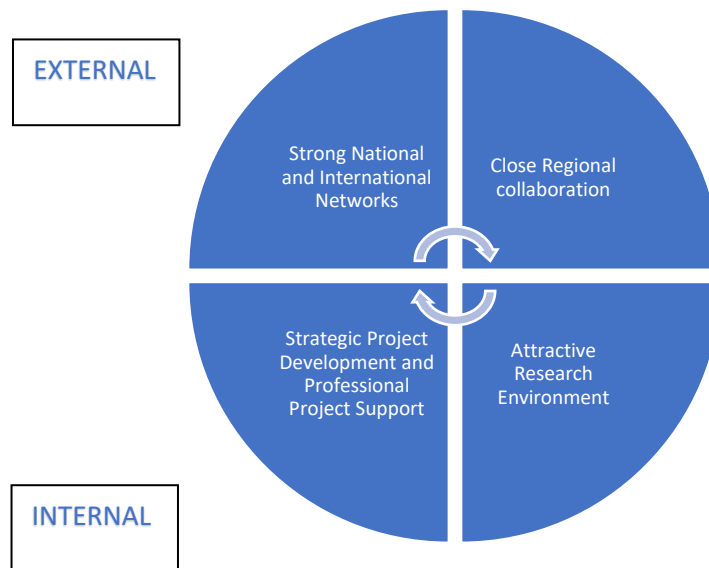 EXTERNAL
Strong National
and International
Networks
Close Regional
collaboration
Strategic Project
Development and
Professional
Project Support
Attractive
Research
Environment
INTERNAL